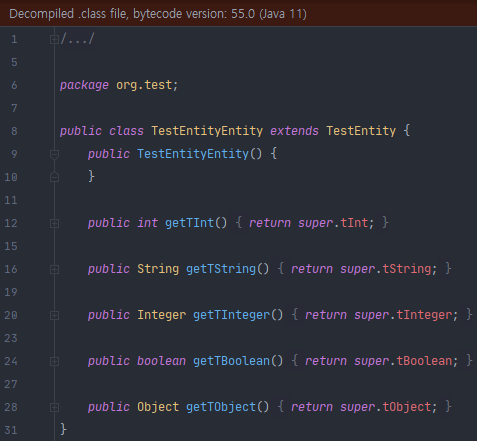 Decompiled .class file, bytecode version: 55.0 (Java 11)
1 /.../
5
6 package org.test;
7
8 public class TestEntityEntity extends TestEntity {
9 public TestEntityEntity() {
10 }
11
12 public int getTInt() { return super.tInt; }
15
16 public String getTString() { return super.tString; }
19
20 public Integer getTInteger() { return super.tInteger; }
23
24 public boolean getTBoolean() { return super.tBoolean; }
27
28 public Object getTObject() { return super.tObject; }
31 }